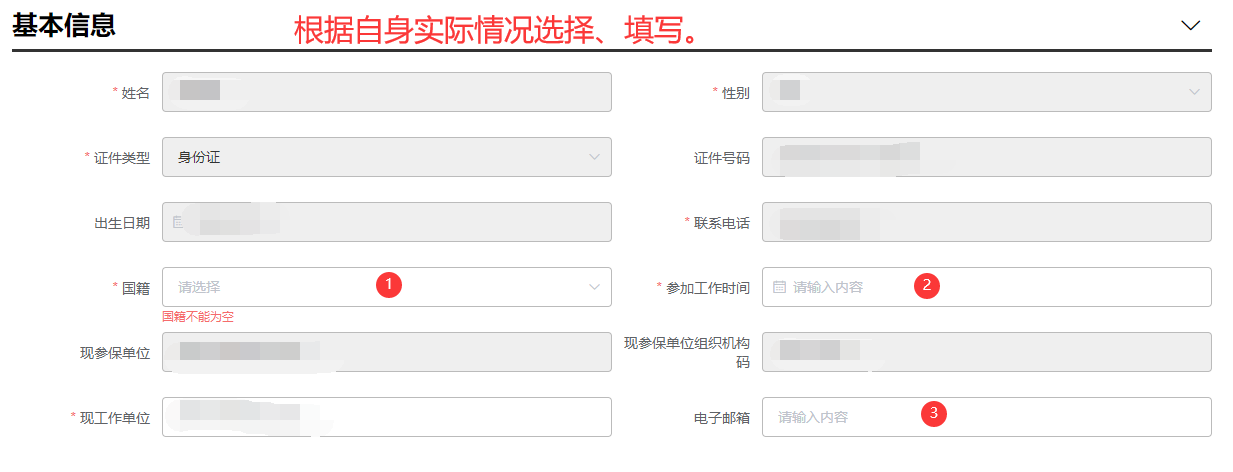 基本信息
根据自身实际情况选择、填写。
* 姓名
* 性别
* 证件类型 身份证
证件号码
出生日期
* 联系电话
* 国籍 请选择 1
* 参加工作时间 请输入内容 2
国籍不能为空
现参保单位
现参保单位组织机构
码
* 现工作单位
电子邮箱 请输入内容 3